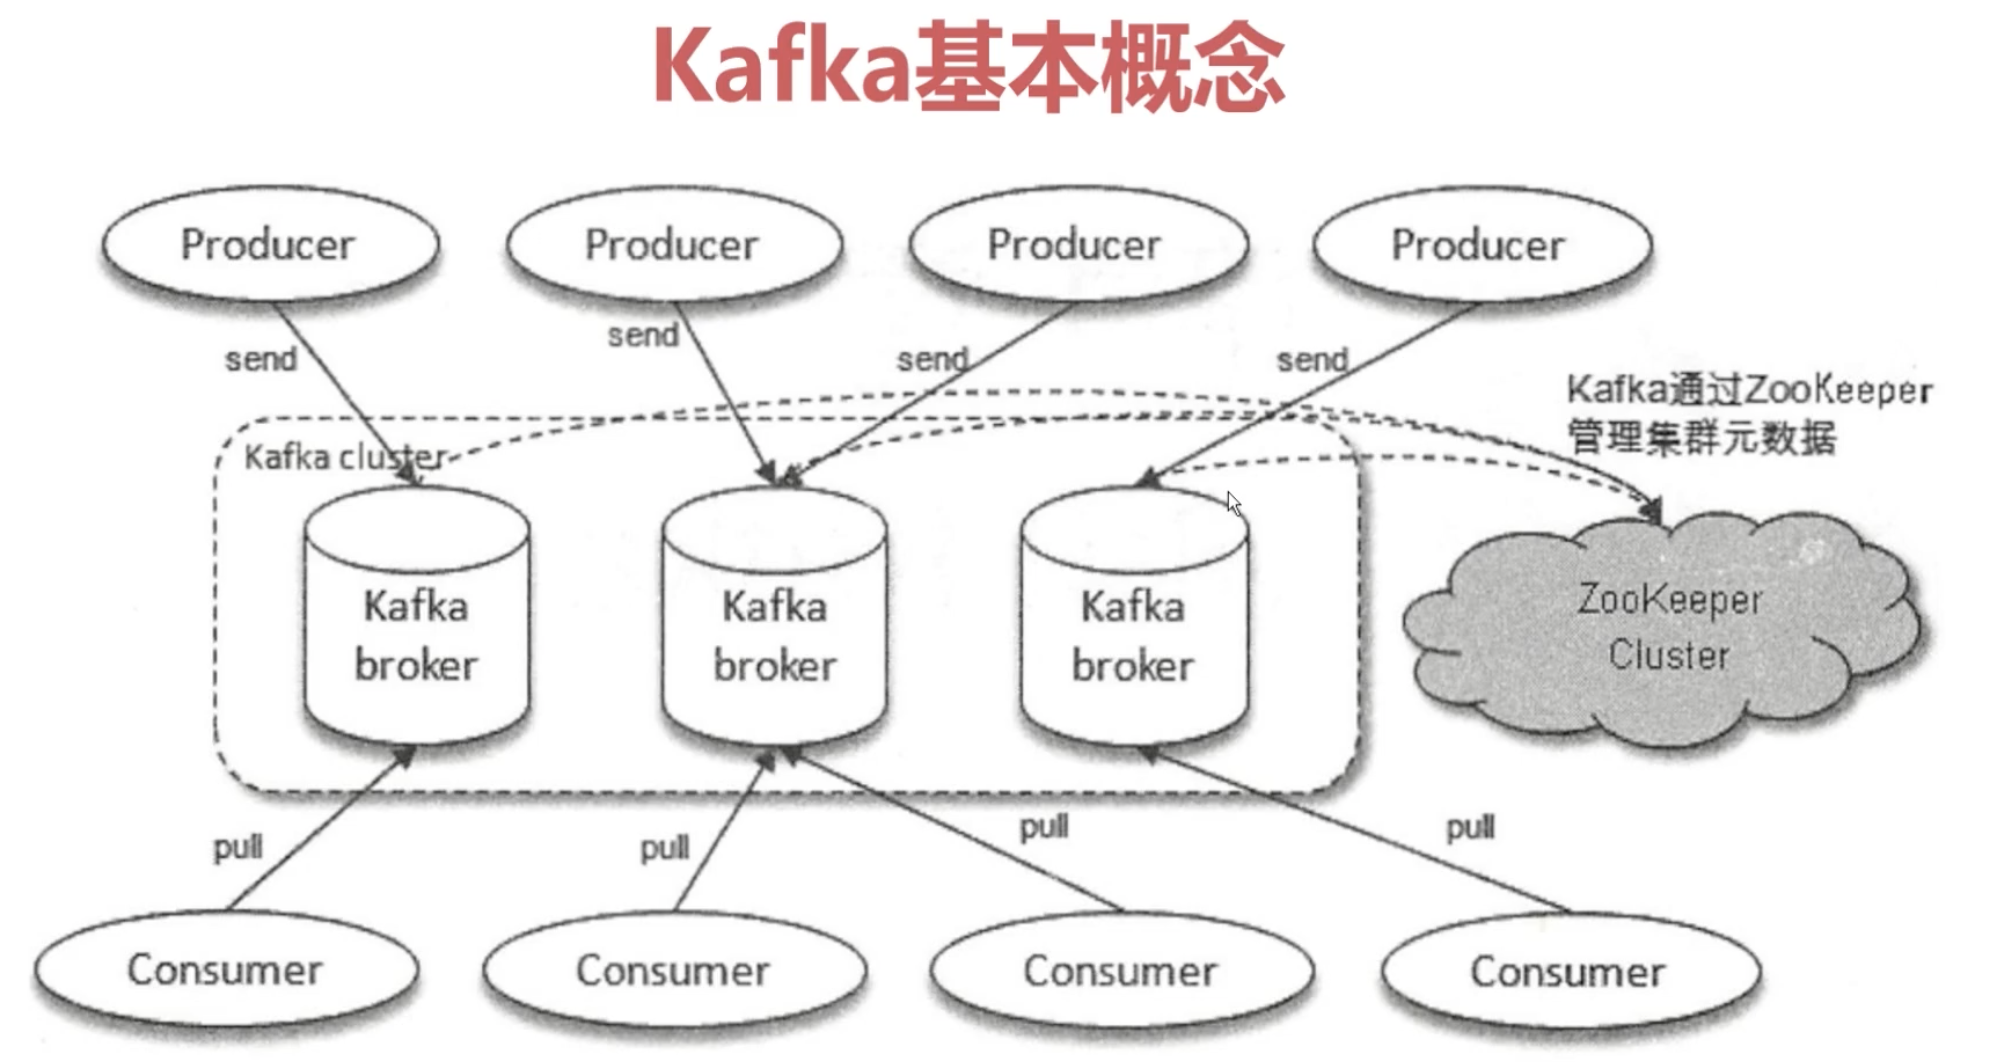 Kafka基本概念
Producer
Producer
Producer
Producer
send
send
send
send
Kafka通过ZooKeeper
管理集群元数据
Kafka cluster
Kafka
broker
Kafka
broker
Kafka
broker
ZooKeeper
Cluster
pull
pull
pull
pull
Consumer
Consumer
Consumer
Consumer